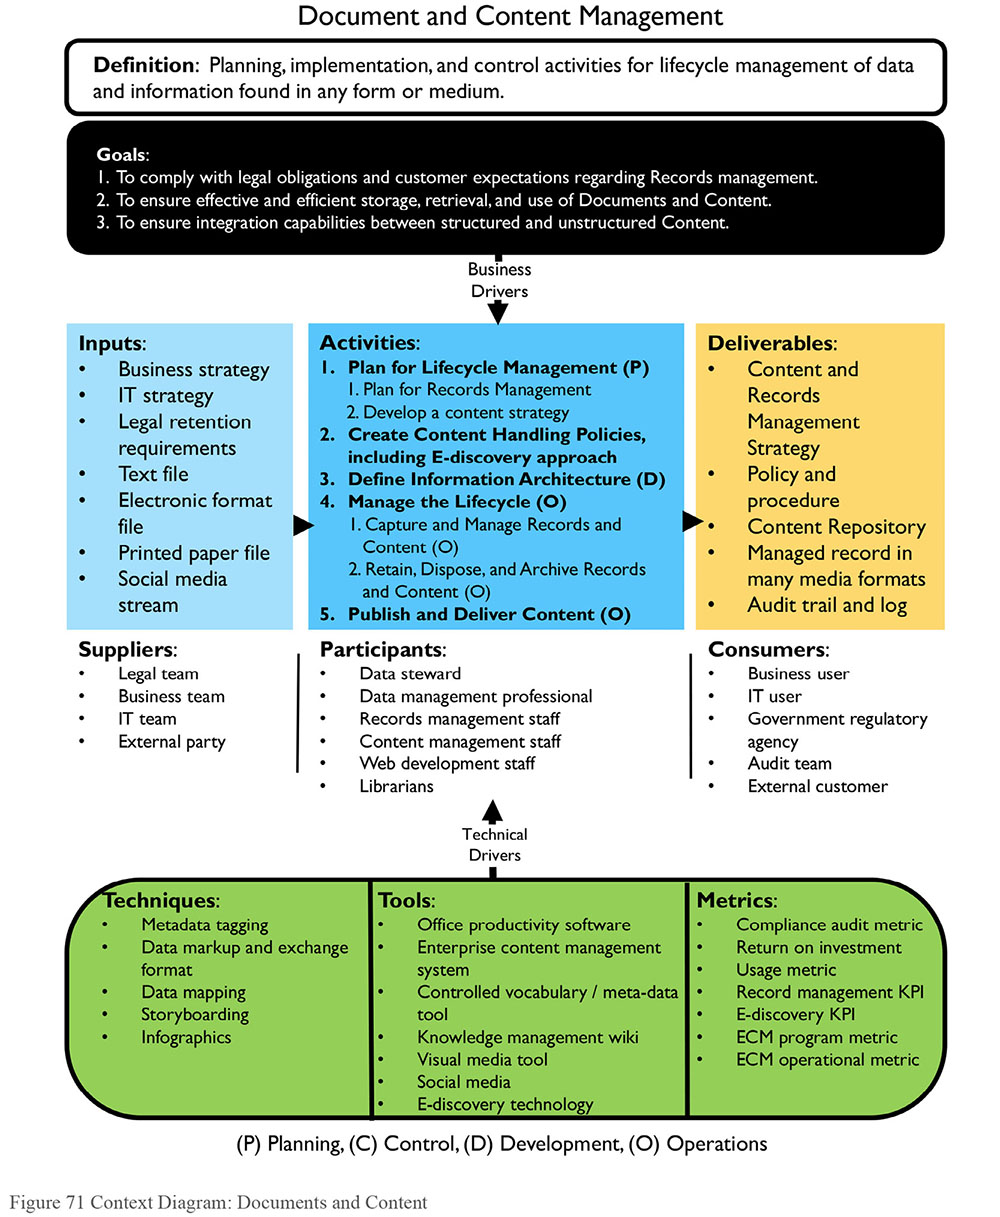 Document and Content Management
Definition: Planning, implementation, and control activities for lifecycle management of data
and information found in any form or medium.
Goals:
1. To comply with legal obligations and customer expectations regarding Records management.
2. To ensure effective and efficient storage, retrieval, and use of Documents and Content.
3. To ensure integration capabilities between structured and unstructured Content.
Business
Drivers
Inputs:
• Business strategy
• IT strategy
• Legal retention
requirements
• Text file
• Electronic format
file
• Printed paper file
• Social media
stream
Activities:
1. Plan for Lifecycle Management (P)
1. Plan for Records Management
2. Develop a content strategy
2. Create Content Handling Policies,
including E-discovery approach
3. Define Information Architecture (D)
4. Manage the Lifecycle (O)
1. Capture and Manage Records and
Content (O)
2. Retain, Dispose, and Archive Records
and Content (O)
5. Publish and Deliver Content (O)
Deliverables:
• Content and
Records
Management
Strategy
• Policy and
procedure
• Content Repository
• Managed record in
many media formats
• Audit trail and log
Suppliers:
• Legal team
• Business team
• IT team
• External party
Participants:
• Data steward
• Data management professional
• Records management staff
• Content management staff
• Web development staff
• Librarians
Consumers:
• Business user
• IT user
• Government regulatory
agency
• Audit team
• External customer
Technical
Drivers
Techniques:
• Metadata tagging
• Data markup and exchange
format
• Data mapping
• Storyboarding
• Infographics
Tools:
• Office productivity software
• Enterprise content management
system
• Controlled vocabulary / meta-data
tool
• Knowledge management wiki
• Visual media tool
• Social media
• E-discovery technology
Metrics:
• Compliance audit metric
• Return on investment
• Usage metric
• Record management KPI
• E-discovery KPI
• ECM program metric
• ECM operational metric
(P) Planning, (C) Control, (D) Development, (O) Operations
Figure 71 Context Diagram: Documents and Content